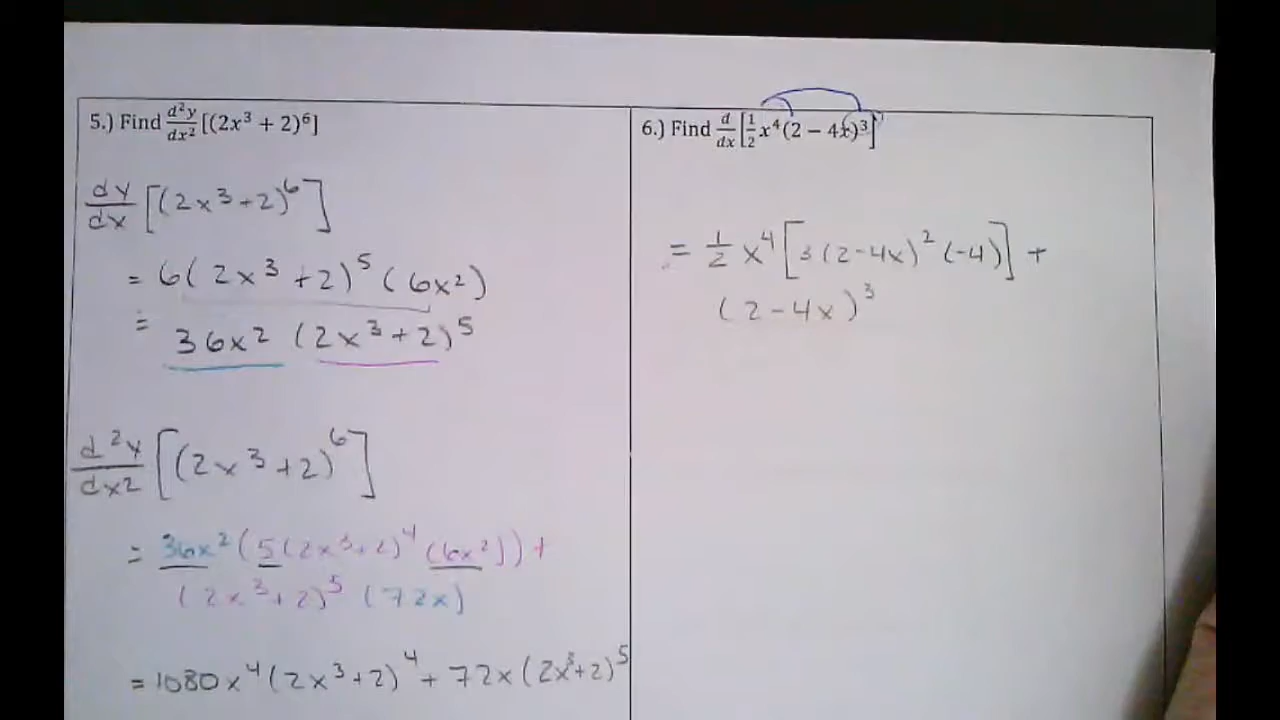 5.) Find d²y/dx² [(2x³ + 2)⁶]
dy/dx [(2x³+2)⁶]
= 6(2x³+2)⁵(6x²)
= 36x² (2x³+2)⁵
d²y/dx² [(2x³+2)⁶]
= 36x²(5(2x³+2)⁴(6x²)) +
(2x³+2)⁵ (72x)
= 1080x⁴(2x³+2)⁴ + 72x(2x³+2)⁵
6.) Find d/dx [1/2 x⁴(2 − 4x)³]
= 1/2 x⁴[3(2-4x)²(-4)] +
(2-4x)³